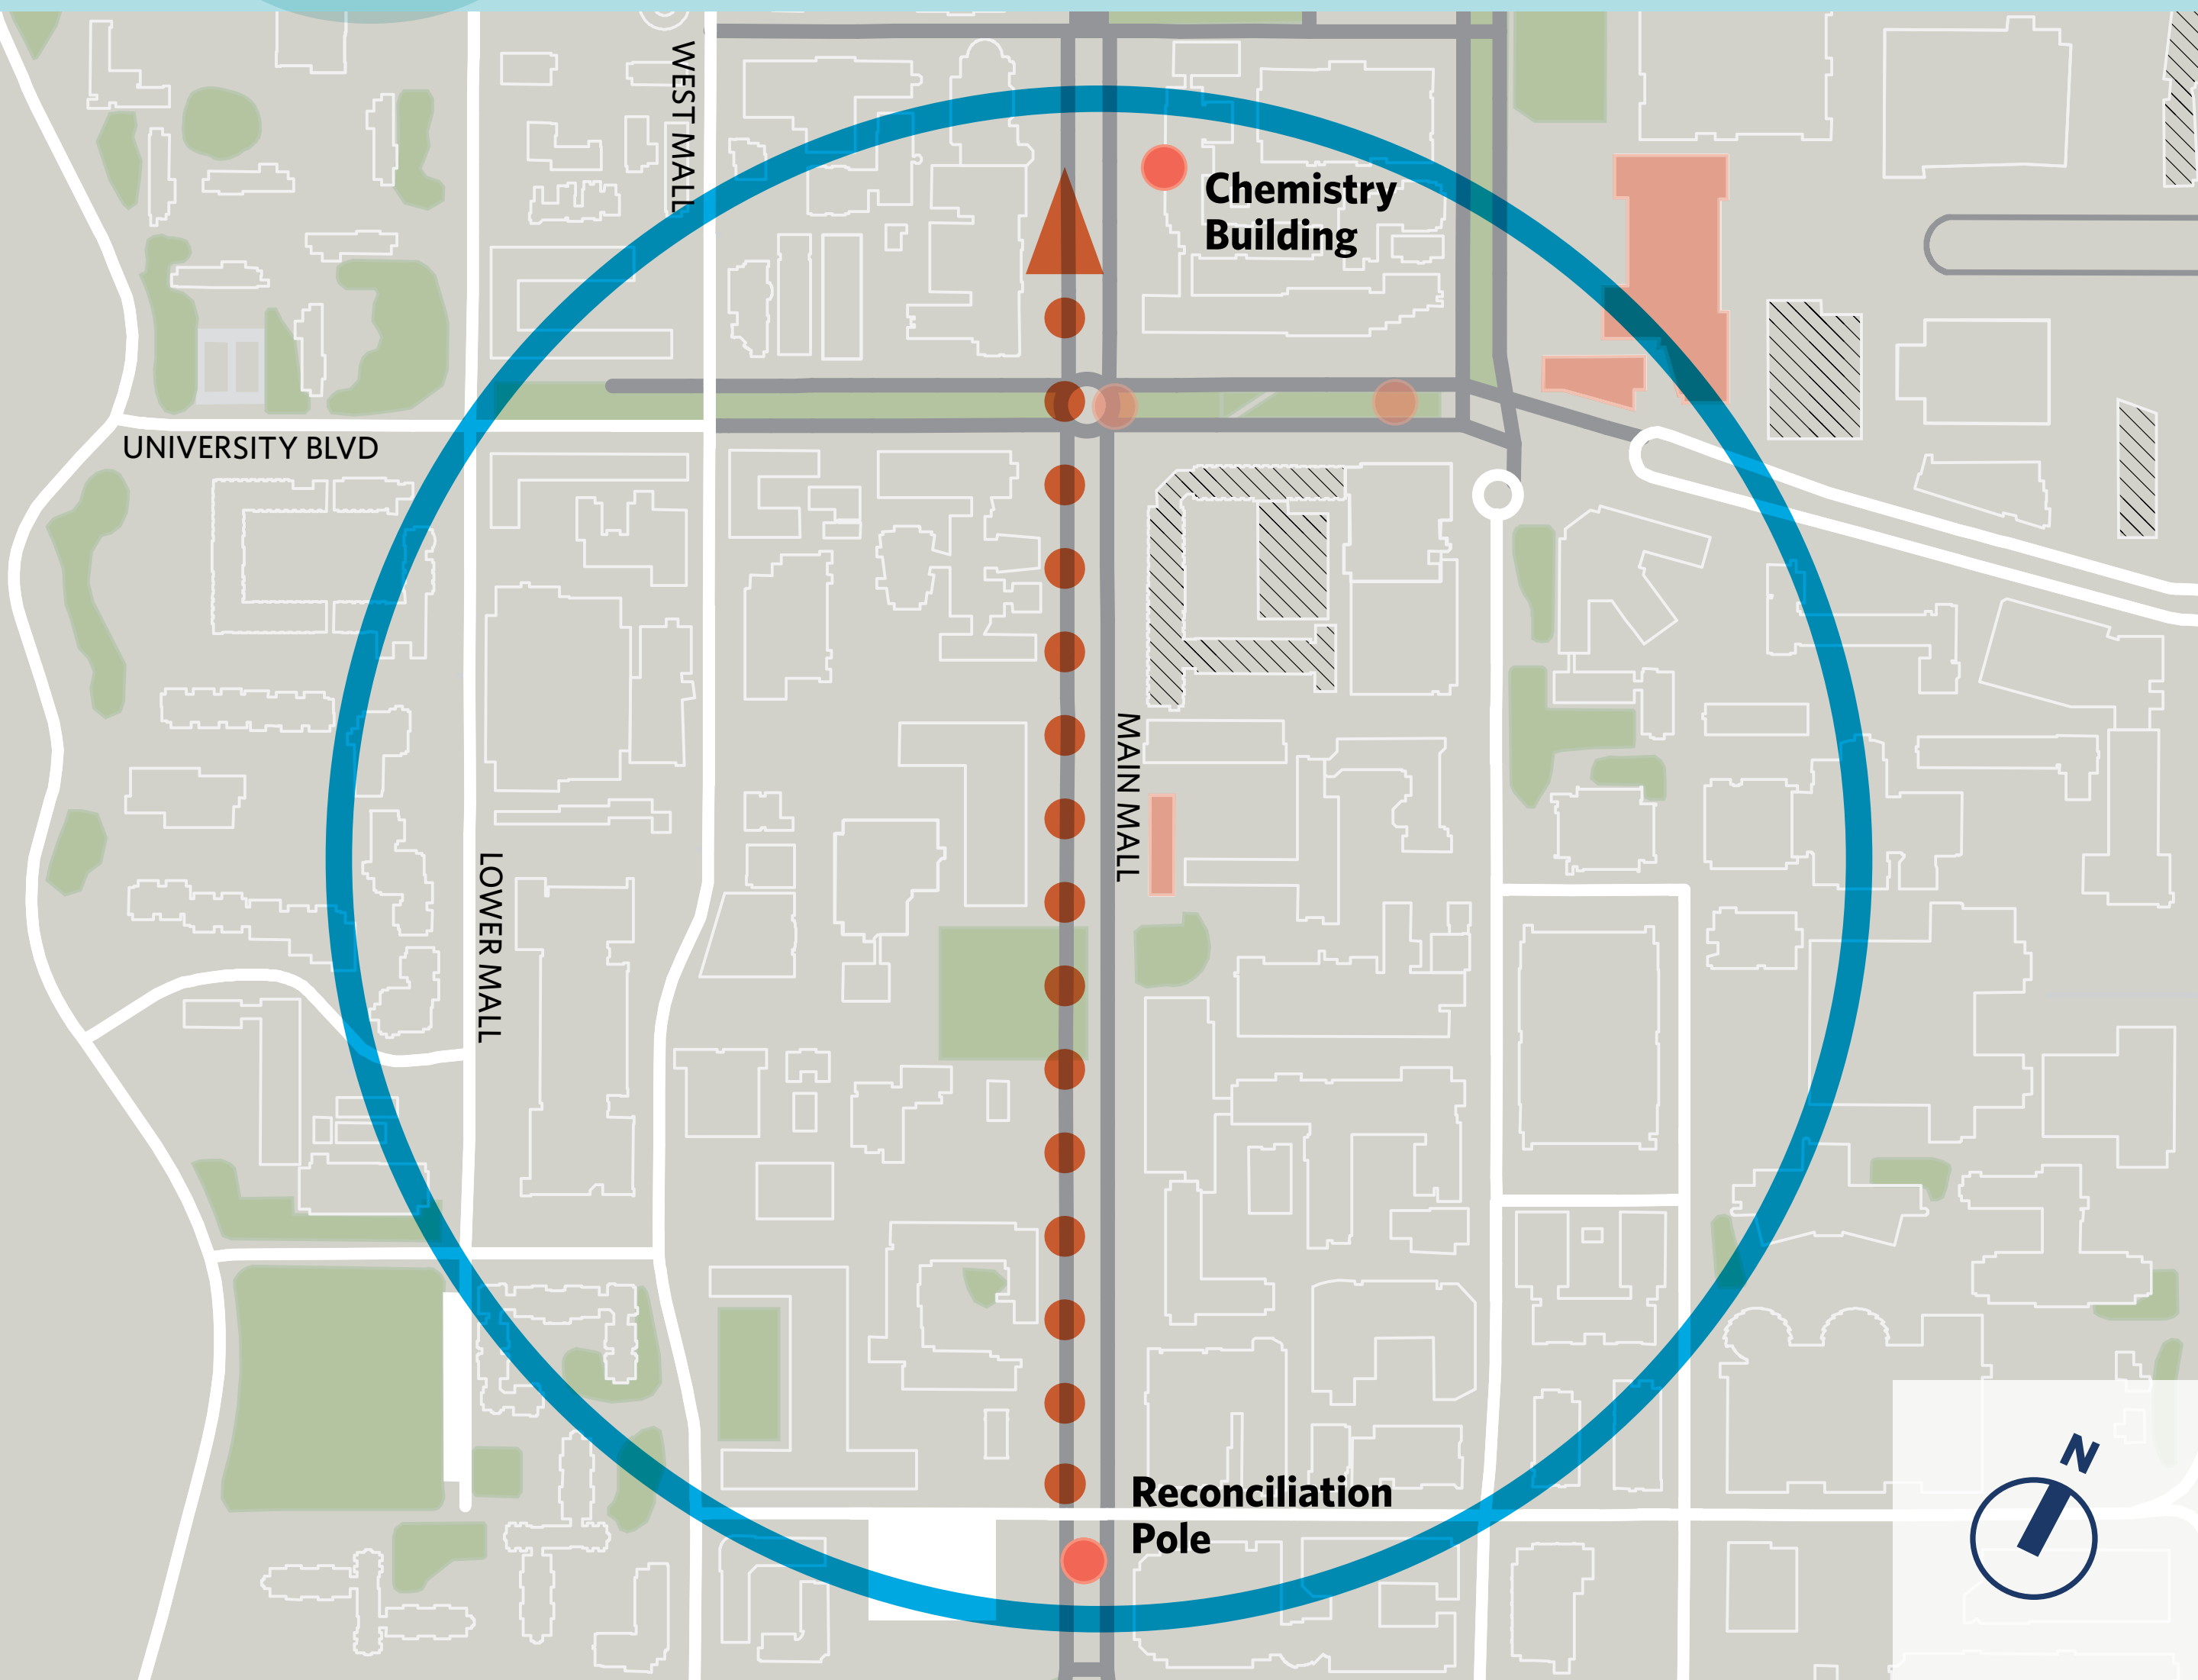 WEST MALL
Chemistry
Building
UNIVERSITY BLVD
MAIN MALL
LOWER MALL
Reconciliation
Pole
N